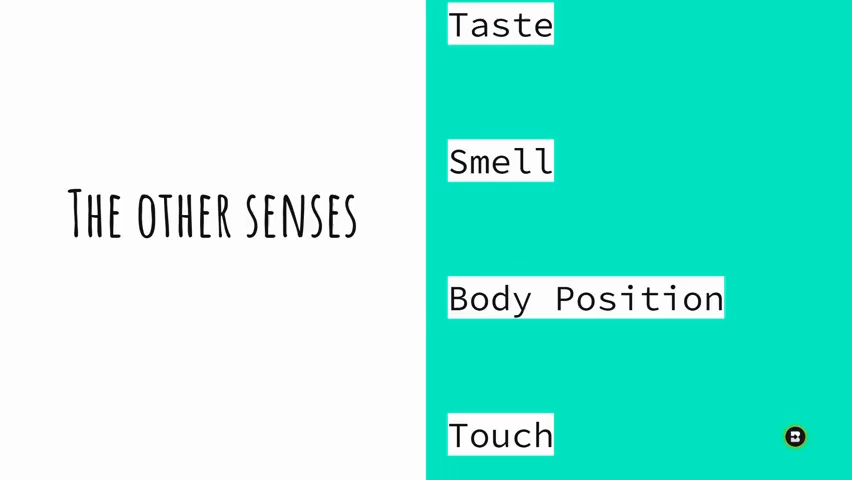 The other senses
Taste
Smell
Body Position
Touch